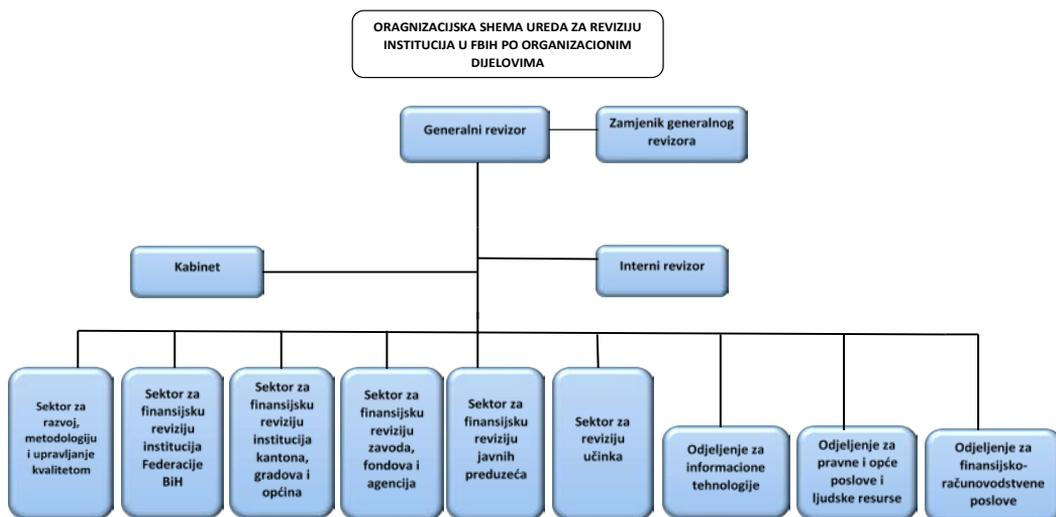 ORAGNIZACIJSKA SHEMA UREDA ZA REVIZIJU
INSTITUCIJA U FBIH PO ORGANIZACIONIM
DIJELOVIMA
Generalni revizor
Zamjenik generalnog
revizora
Kabinet
Interni revizor
Sektor za
razvoj,
metodologiju
i upravljanje
kvalitetom
Sektor za
finansijsku
reviziju
institucija
Federacije
BiH
Sektor za
finansijsku
reviziju
institucija
kantona,
gradova i
općina
Sektor za
finansijsku
reviziju
zavoda,
fondova i
agencija
Sektor za
finansijsku
reviziju
javnih
preduzeća
Sektor za
reviziju
učinka
Odjeljenje za
informacione
tehnologije
Odjeljenje za
pravne i opće
poslove i
ljudske resurse
Odjeljenje za
finansijsko-
računovodstvene
poslove